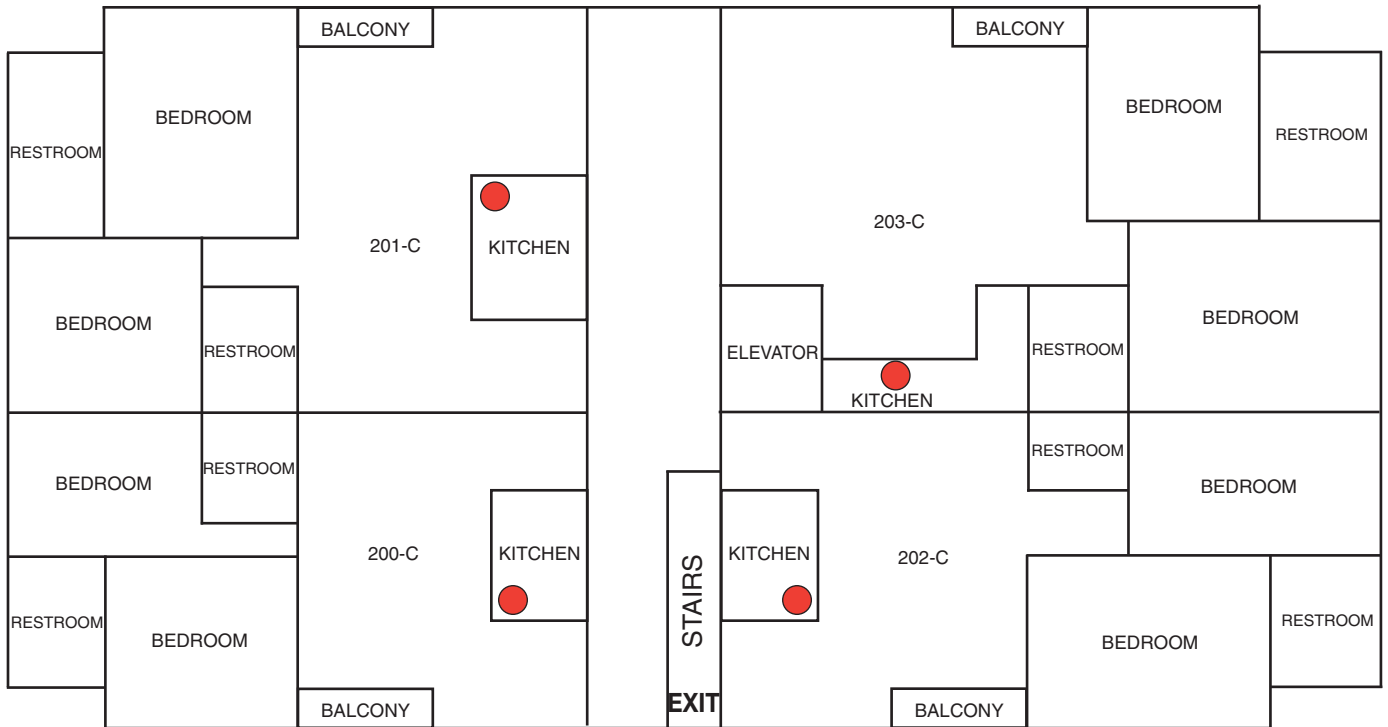 BALCONY
BALCONY
BEDROOM
BEDROOM
RESTROOM
RESTROOM
203-C
201-C
KITCHEN
BEDROOM
BEDROOM
RESTROOM
ELEVATOR
RESTROOM
KITCHEN
RESTROOM
RESTROOM
BEDROOM
BEDROOM
200-C
KITCHEN
STAIRS
KITCHEN
202-C
RESTROOM
BEDROOM
BEDROOM
RESTROOM
EXIT
BALCONY
BALCONY